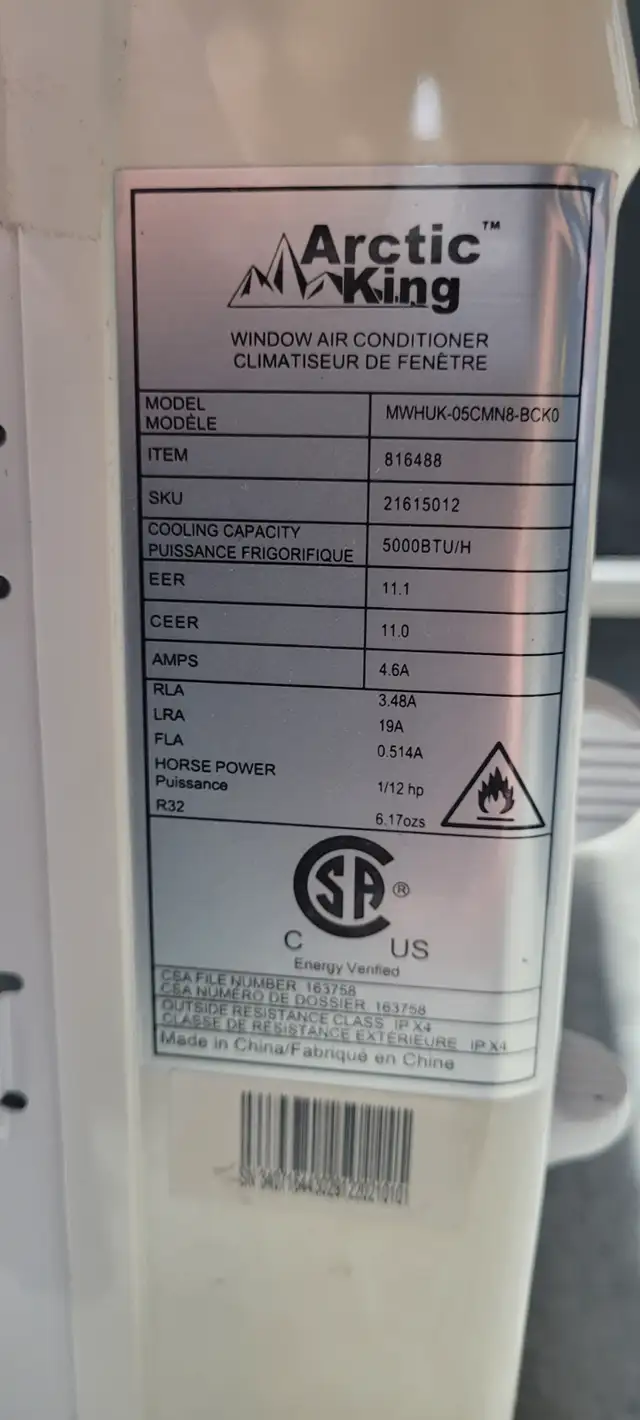 Arctic™
King
WINDOW AIR CONDITIONER
CLIMATISEUR DE FENÊTRE
MODEL
MODÈLE
MWHUK-05CMN8-BCK0
ITEM
816488
SKU
21615012
COOLING CAPACITY
PUISSANCE FRIGORIFIQUE
5000BTU/H
EER
11.1
CEER
11.0
AMPS
4.6A
RLA
3.48A
LRA
19A
FLA
0.514A
HORSE POWER
Puissance
1/12 hp
R32
6.17ozs
CSA®
C US
Energy Verified
CSA FILE NUMBER 163758
CSA NUMÉRO DE DOSSIER 163758
OUTSIDE RESISTANCE CLASS IP X4
CLASSE DE RÉSISTANCE EXTÉRIEURE IP X4
Made in China/Fabriqué en Chine
SN